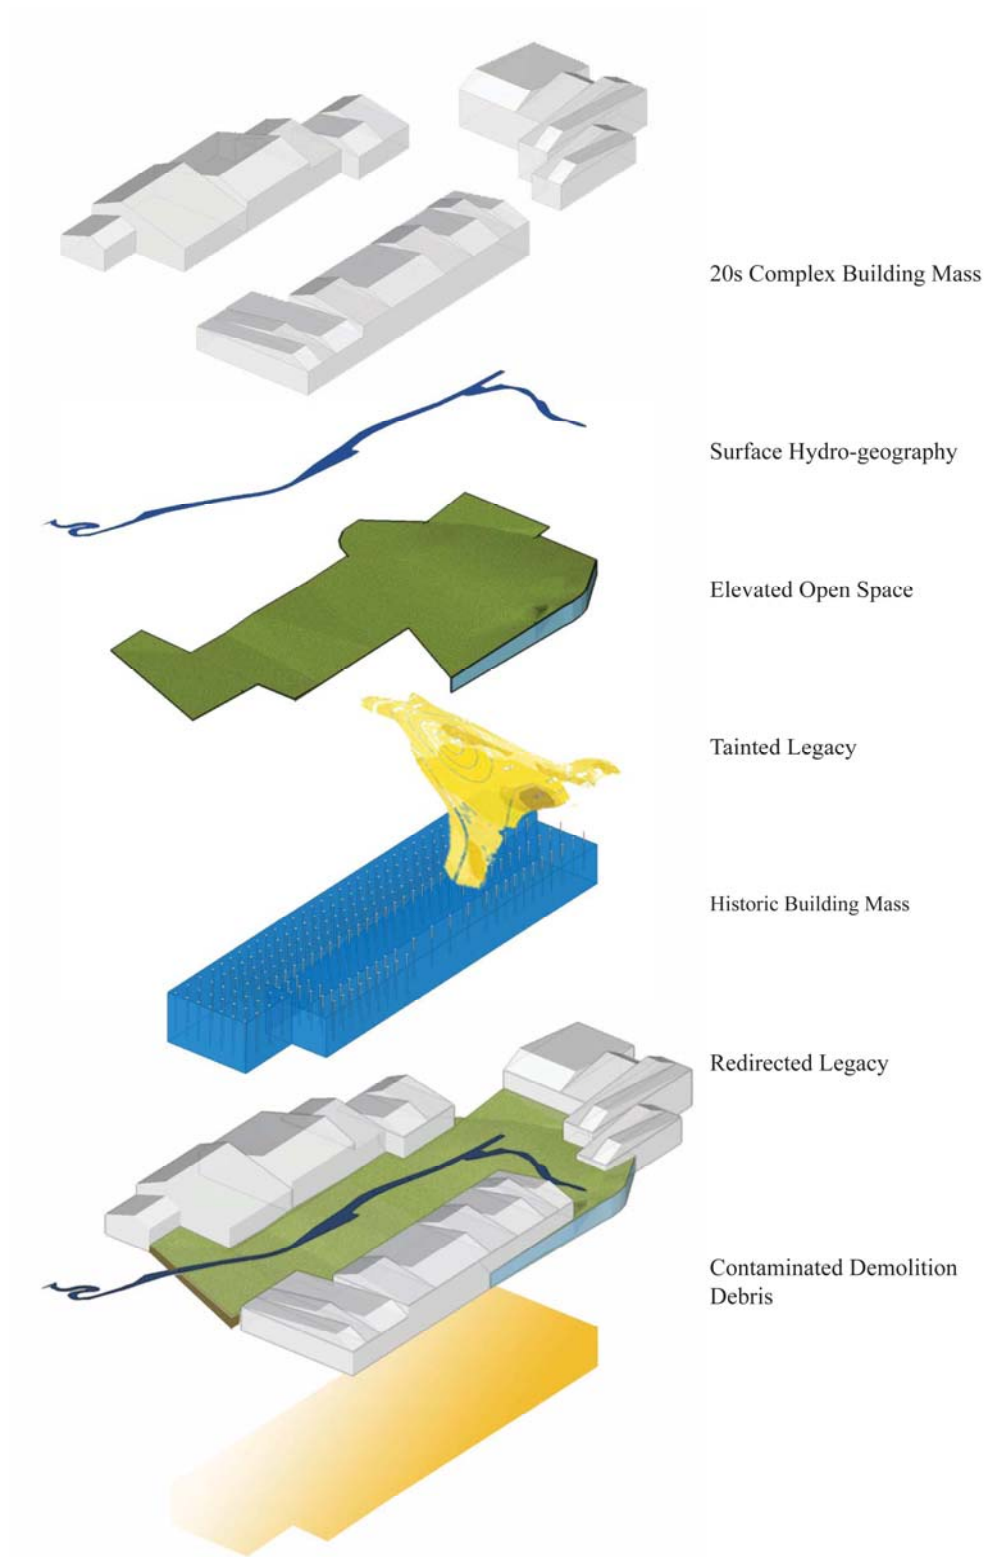 20s Complex Building Mass
Surface Hydro-geography
Elevated Open Space
Tainted Legacy
Historic Building Mass
Redirected Legacy
Contaminated Demolition
Debris